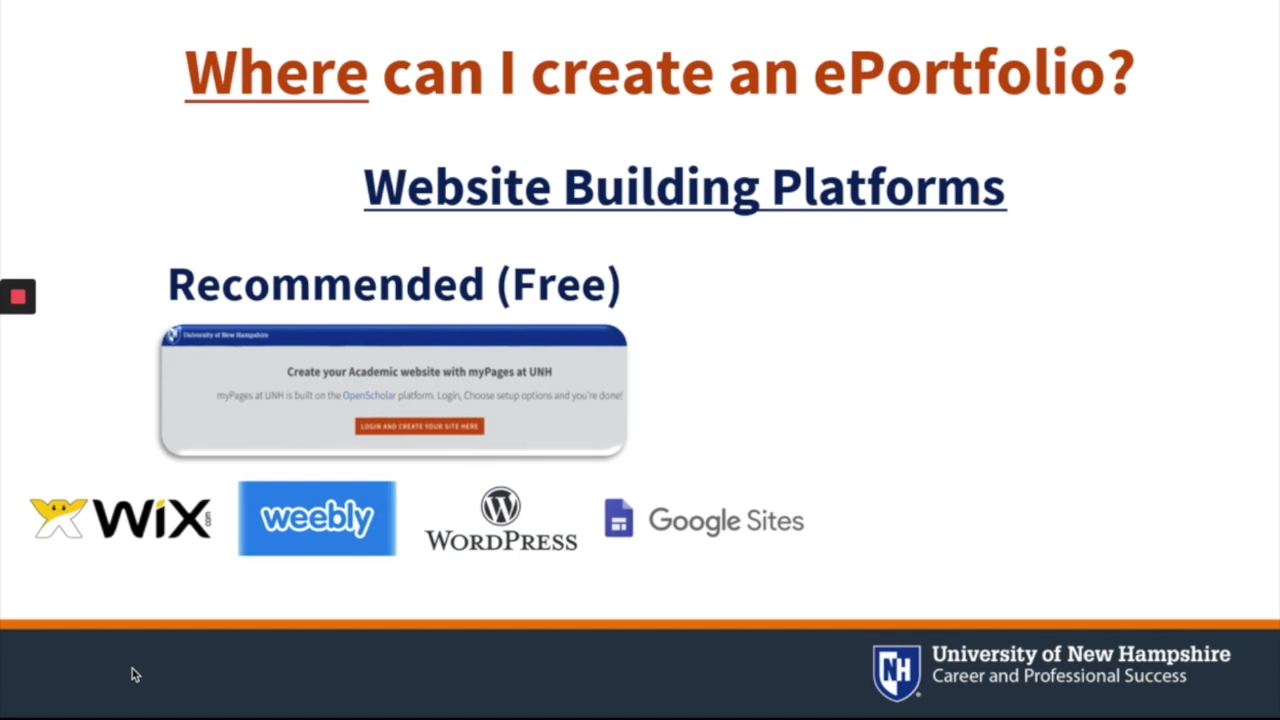 Where can I create an ePortfolio?
Website Building Platforms
Recommended (Free)
University of New Hampshire
Create your Academic website with myPages at UNH
myPages at UNH is built on the OpenScholar platform. Login, Choose setup options and you're done!
LOGIN AND CREATE YOUR SITE HERE
WiX.com
weebly
W
WORDPRESS
Google Sites
NH
University of New Hampshire
Career and Professional Success